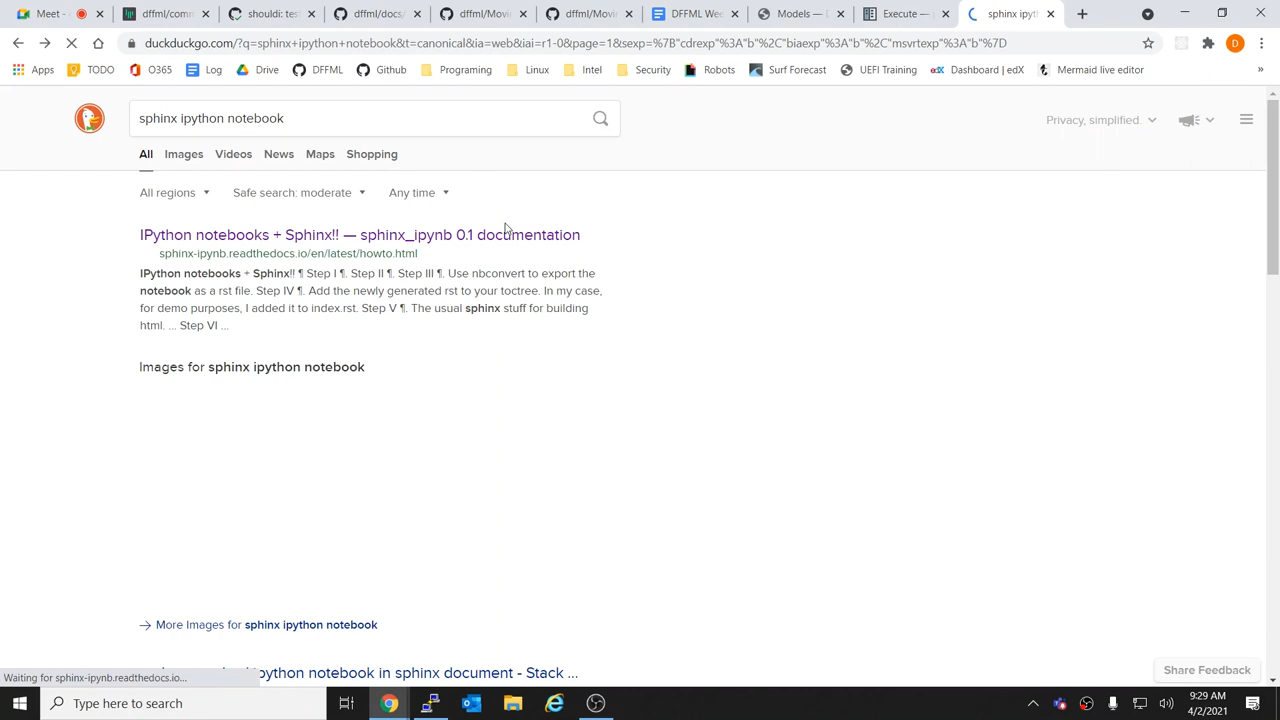 Meet -
dffml/comm
shouldi: test
dffml/docs
dffml/Movi
dffml/Movi
DFFML Wee
Models —
Execute — p
sphinx ipyth
duckduckgo.com/?q=sphinx+ipython+notebook&t=canonical&ia=web&iai=r1-0&page=1&sexp=%7B"cdrexp"%3A"b"%2C"biaexp"%3A"b"%2C"msvrtexp"%3A"b"%7D
D
Apps
TODO
O365
Log
Drive
DFFML
Github
Programing
Linux
Intel
Security
Robots
Surf Forecast
UEFI Training
edX
Dashboard | edX
Mermaid live editor
»
sphinx ipython notebook
Privacy, simplified.
All
Images
Videos
News
Maps
Shopping
All regions
Safe search: moderate
Any time
IPython notebooks + Sphinx!! — sphinx_ipynb 0.1 documentation
sphinx-ipynb.readthedocs.io/en/latest/howto.html
IPython notebooks + Sphinx!! ¶ Step I ¶. Step II ¶. Step III ¶. Use nbconvert to export the
notebook as a rst file. Step IV ¶. Add the newly generated rst to your toctree. In my case,
for demo purposes, I added it to index.rst. Step V ¶. The usual sphinx stuff for building
html. ... Step VI ...
Images for sphinx ipython notebook
More Images for sphinx ipython notebook
python notebook in sphinx document - Stack ...
Waiting for sphinx-ipynb.readthedocs.io...
Share Feedback
Type here to search
9:29 AM
4/2/2021